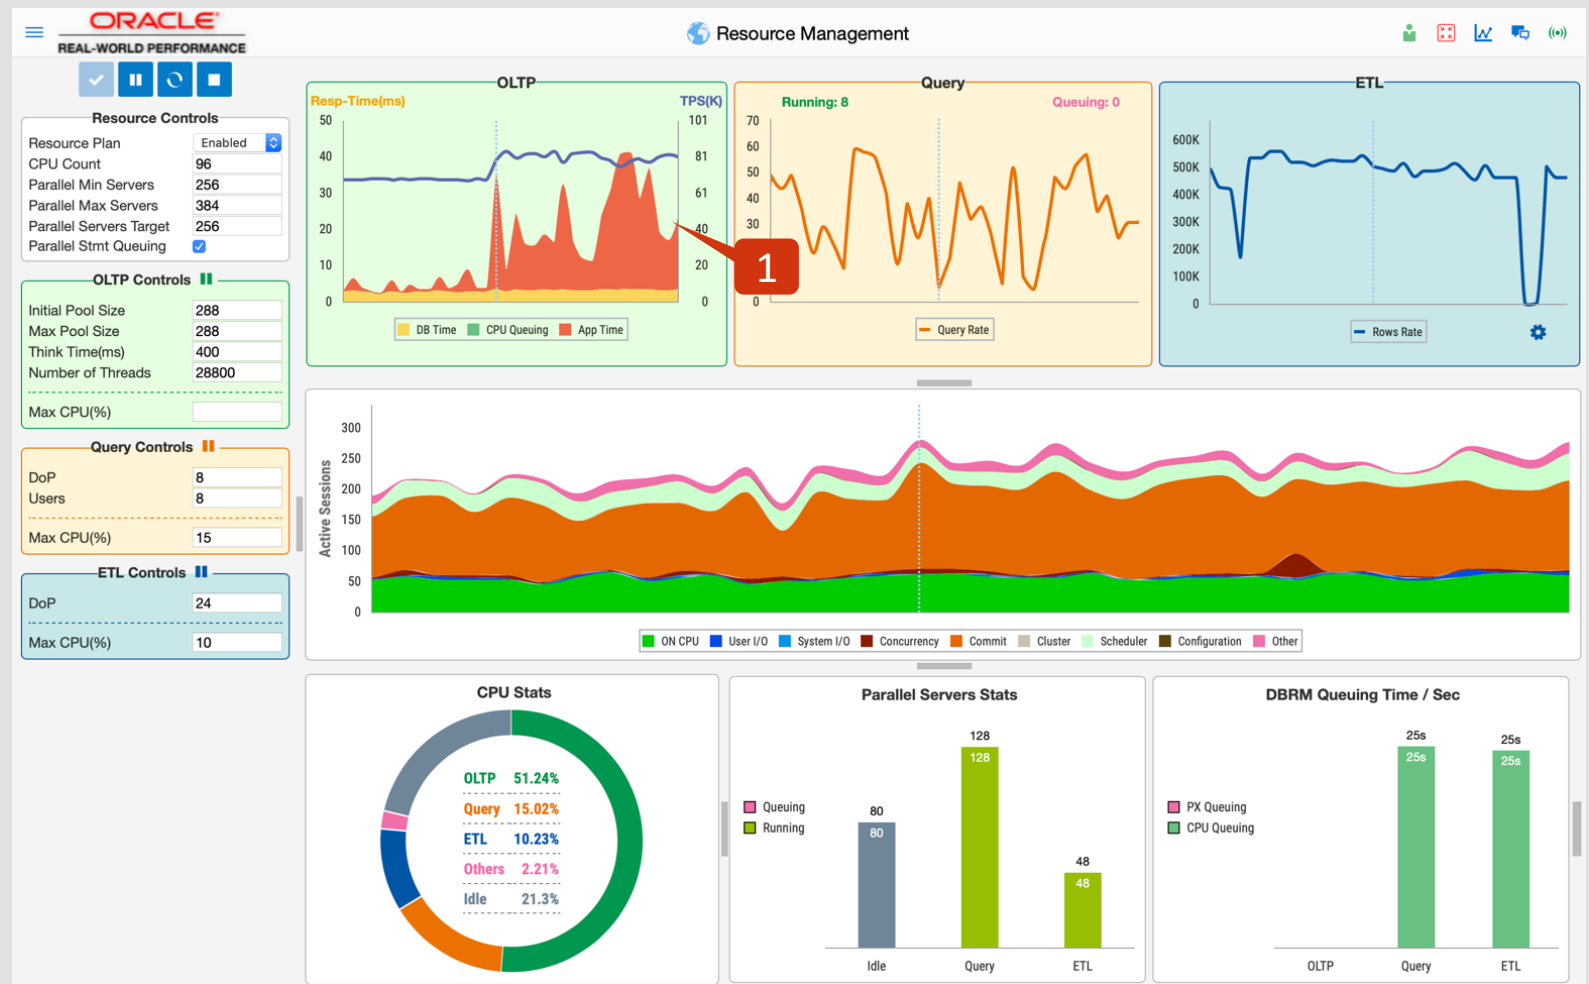 ORACLE
REAL-WORLD PERFORMANCE
Resource Management
Resource Controls
Resource Plan Enabled
CPU Count 96
Parallel Min Servers 256
Parallel Max Servers 384
Parallel Servers Target 256
Parallel Stmt Queuing
OLTP Controls
Initial Pool Size 288
Max Pool Size 288
Think Time(ms) 400
Number of Threads 28800
Max CPU(%)
Query Controls
DoP 8
Users 8
Max CPU(%) 15
ETL Controls
DoP 24
Max CPU(%) 10
OLTP
Resp-Time(ms) TPS(K)
50 101
40 81
30 61
20 40
10 20
0 0
DB Time CPU Queuing App Time
1
Query
Running: 8 Queuing: 0
70
60
50
40
30
0
Query Rate
ETL
600K
500K
400K
300K
200K
100K
0
Rows Rate
Active Sessions
300
250
200
150
100
50
0
ON CPU User I/O System I/O Concurrency Commit Cluster Scheduler Configuration Other
CPU Stats
OLTP 51.24%
Query 15.02%
ETL 10.23%
Others 2.21%
Idle 21.3%
Parallel Servers Stats
Queuing
Running
80
80
128
128
48
48
Idle Query ETL
DBRM Queuing Time / Sec
PX Queuing
CPU Queuing
25s
25s
25s
25s
OLTP Query ETL